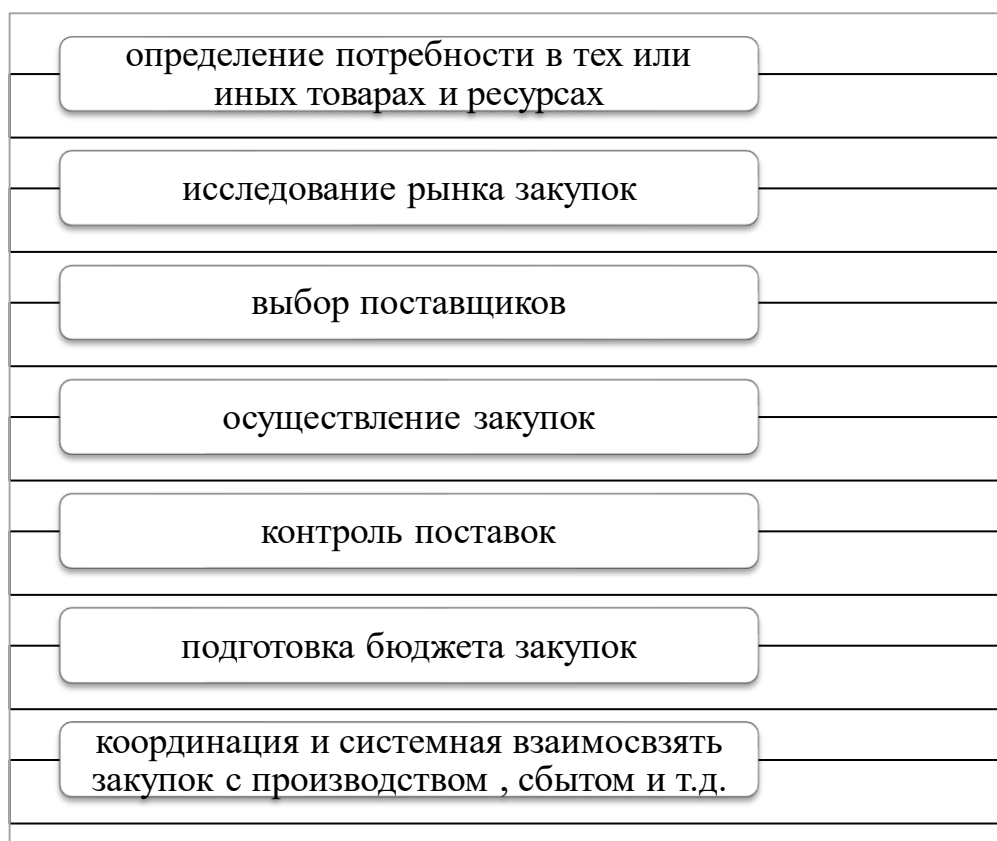 определение потребности в тех или
иных товарах и ресурсах
исследование рынка закупок
выбор поставщиков
осуществление закупок
контроль поставок
подготовка бюджета закупок
координация и системная взаимосвзять
закупок с производством , сбытом и т.д.